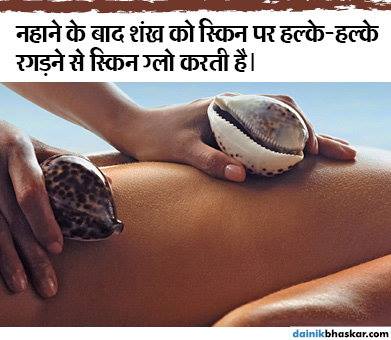 नहाने के बाद शंख को स्किन पर हल्के-हल्के
रगड़ने से स्किन ग्लो करती है।
dainikbhaskar.com